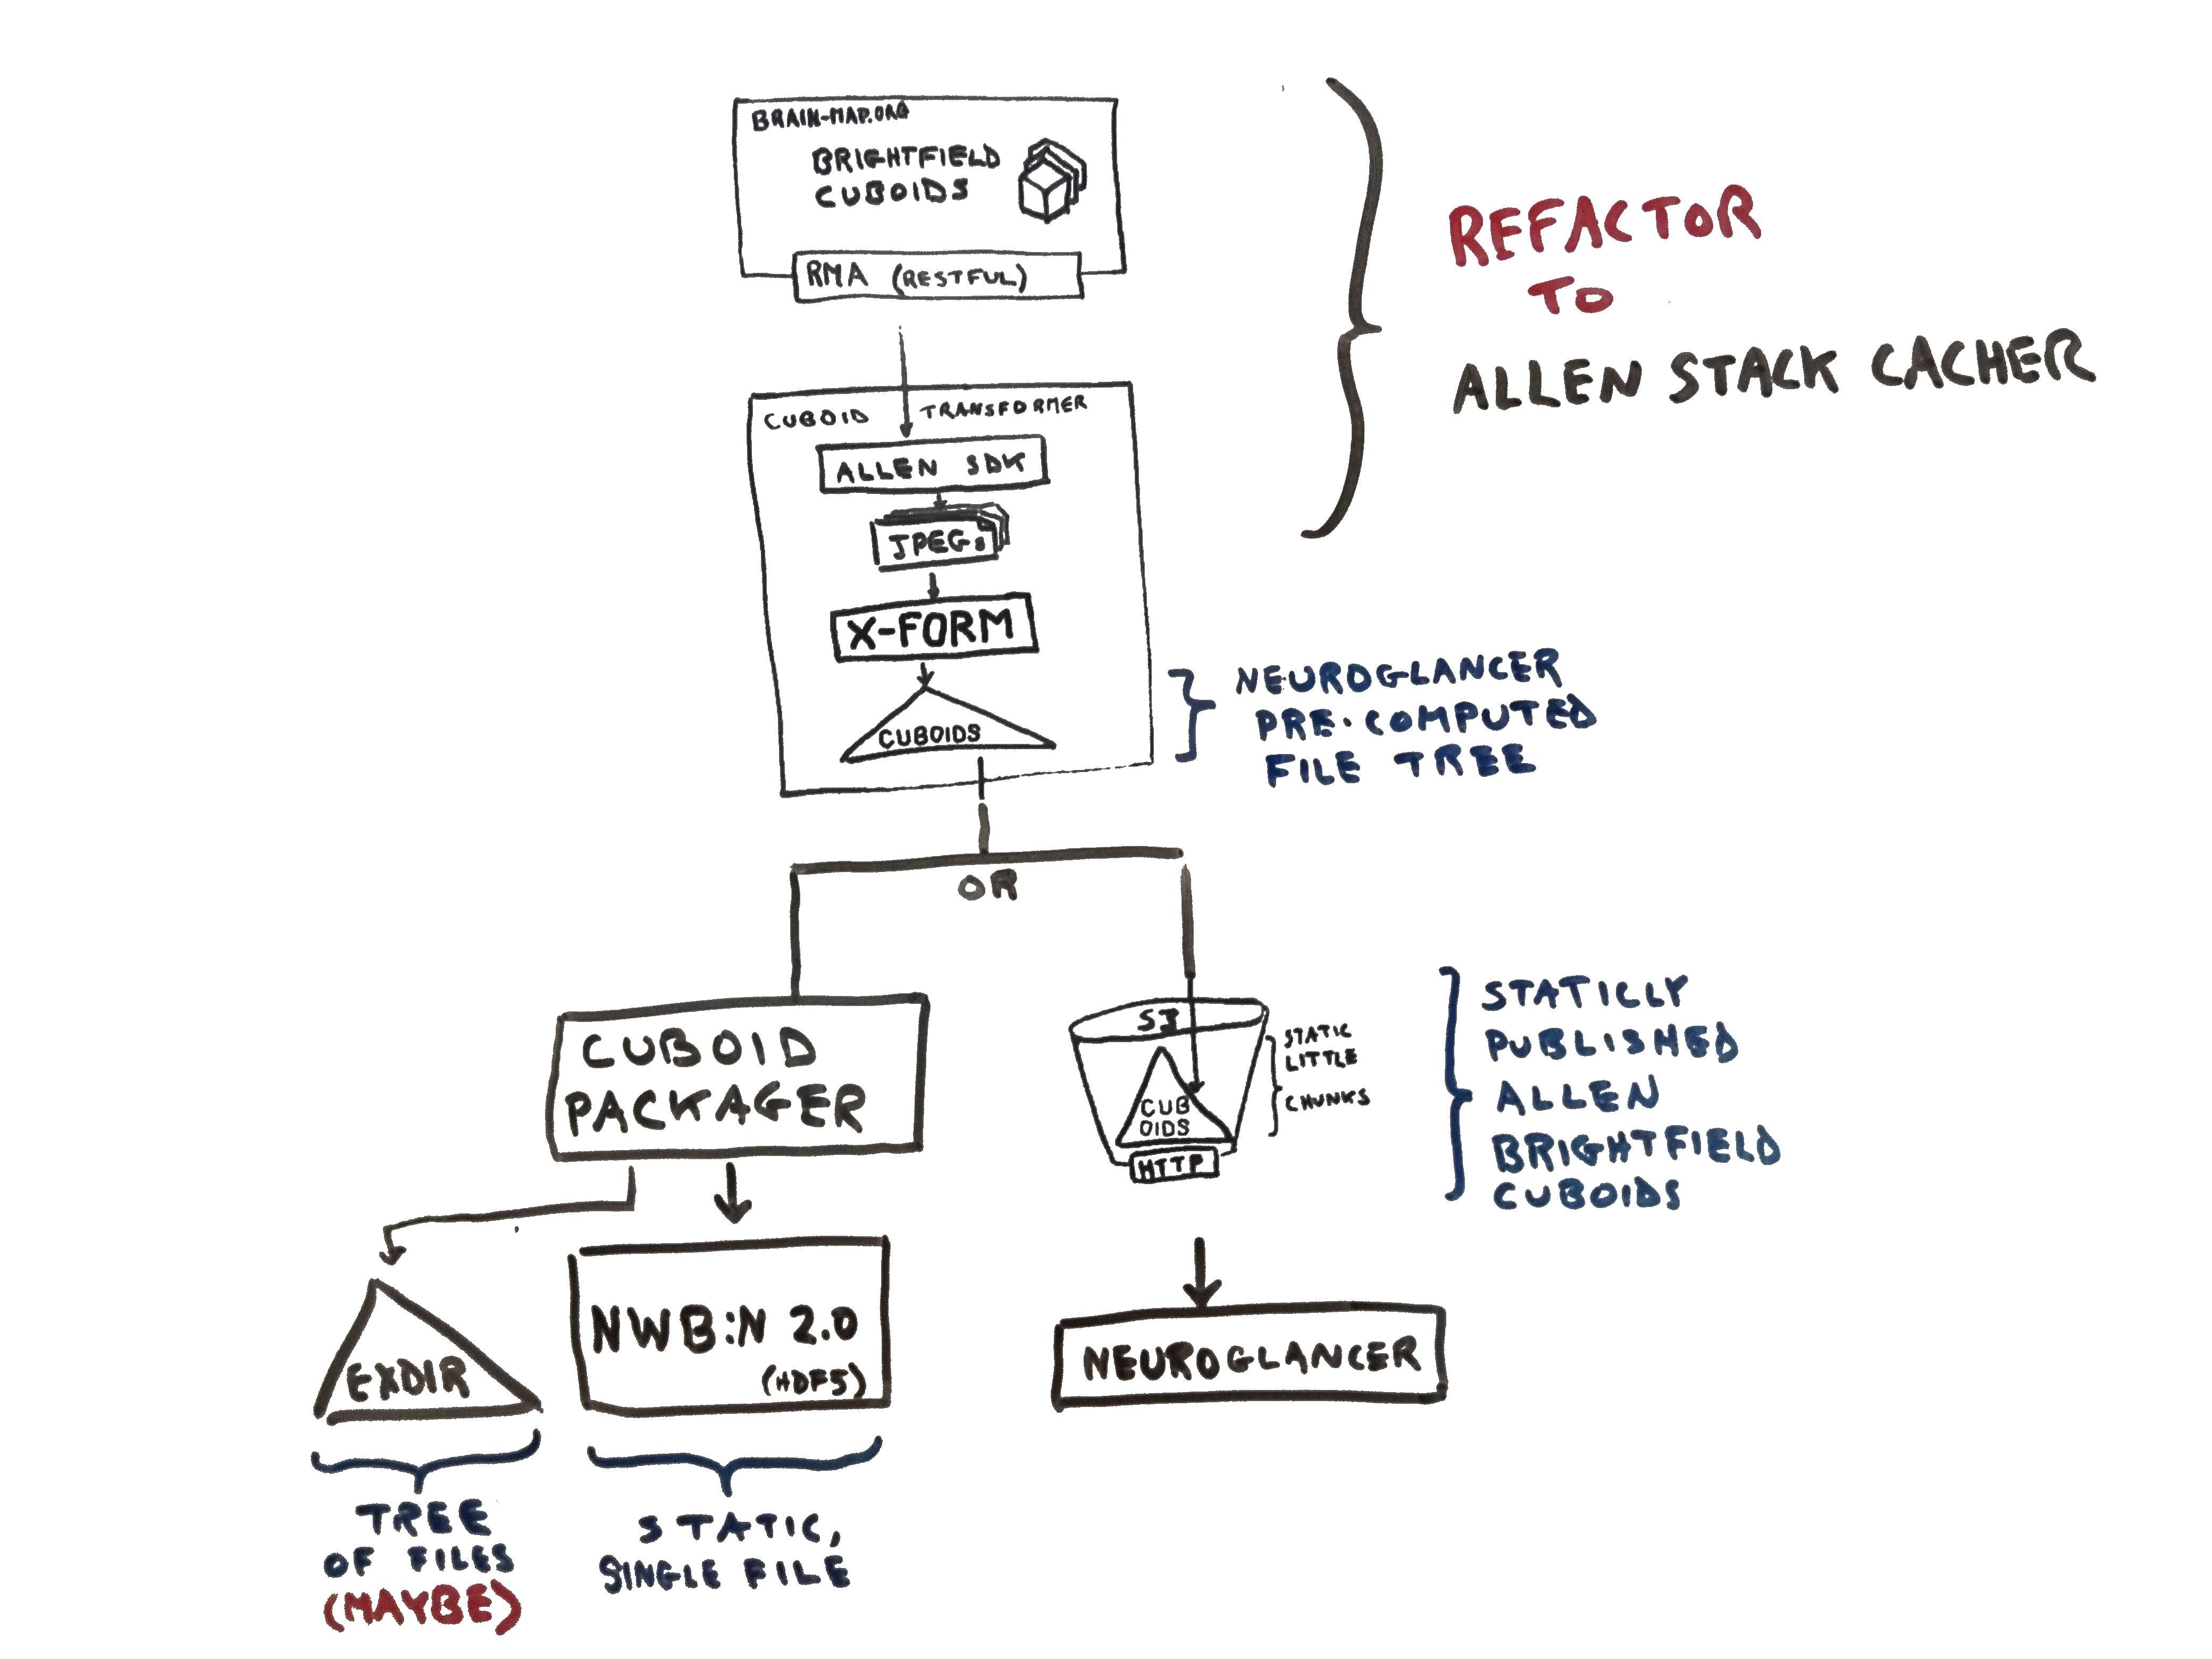 BRAIN-MAP.ORG
BRIGHTFIELD
CUBOIDS
RMA (RESTFUL)
REFACTOR
TO
ALLEN STACK CACHER
CUBOID TRANSFORMER
ALLEN SDK
JPEGs
X-FORM
CUBOIDS
NEUROGLANCER
PRE-COMPUTED
FILE TREE
OR
CUBOID
PACKAGER
S3
CUB
OIDS
HTTP
STATIC
LITTLE
CHUNKS
STATICLY
PUBLISHED
ALLEN
BRIGHTFIELD
CUBOIDS
EXDIR
NWB:N 2.0
(HDF5)
NEUROGLANCER
TREE
OF FILES
(MAYBE)
STATIC,
SINGLE FILE